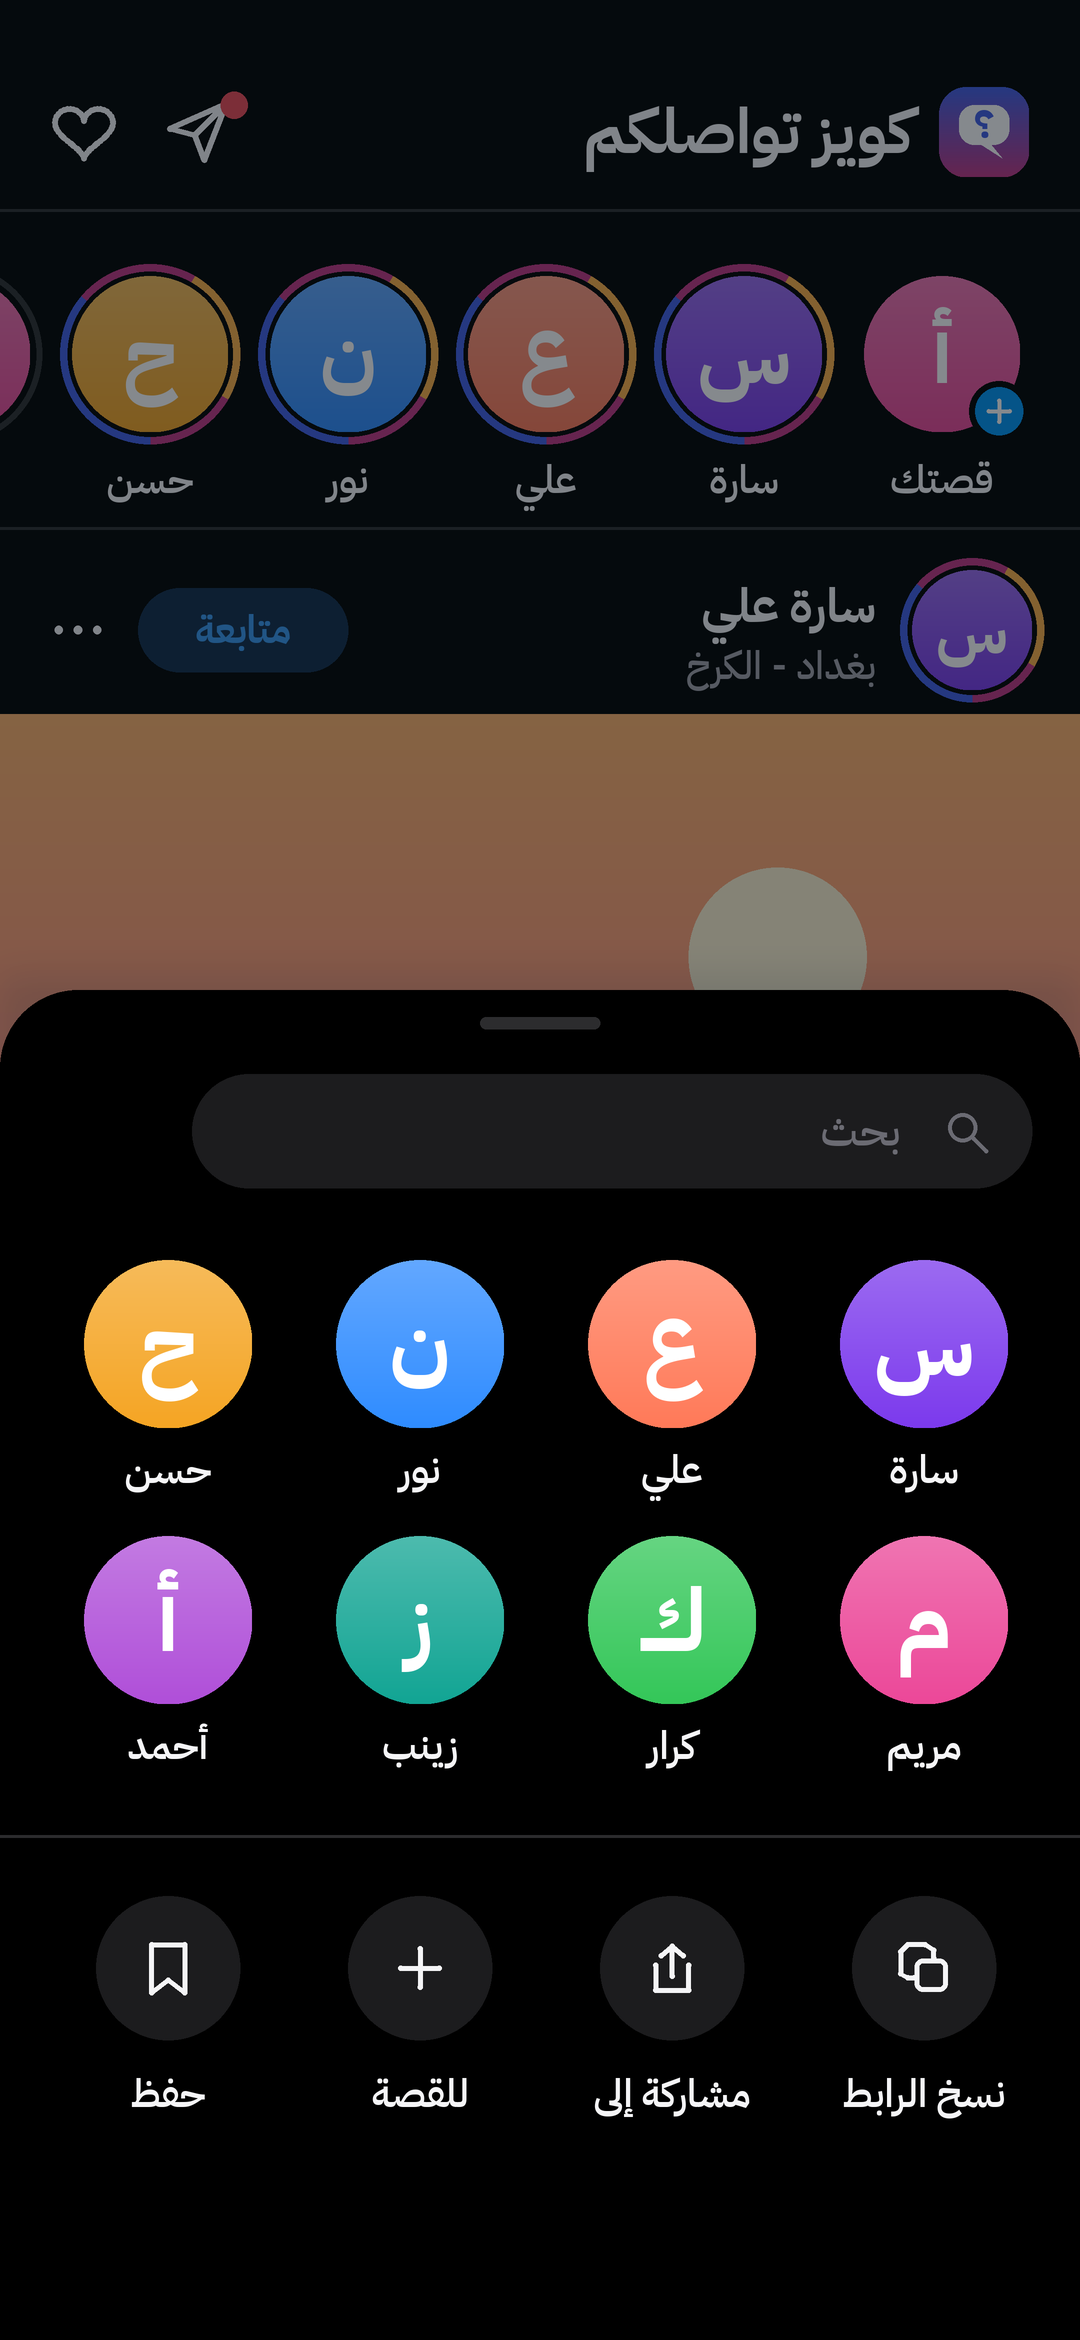 كويز تواصلكم
؟
أ
س
ع
ن
ح
قصتك
سارة
علي
نور
حسن
س
سارة علي
بغداد - الكرخ
متابعة
بحث
س
ع
ن
ح
سارة
علي
نور
حسن
م
ك
ز
أ
مريم
كرار
زينب
أحمد
نسخ الرابط
مشاركة إلى
للقصة
حفظ